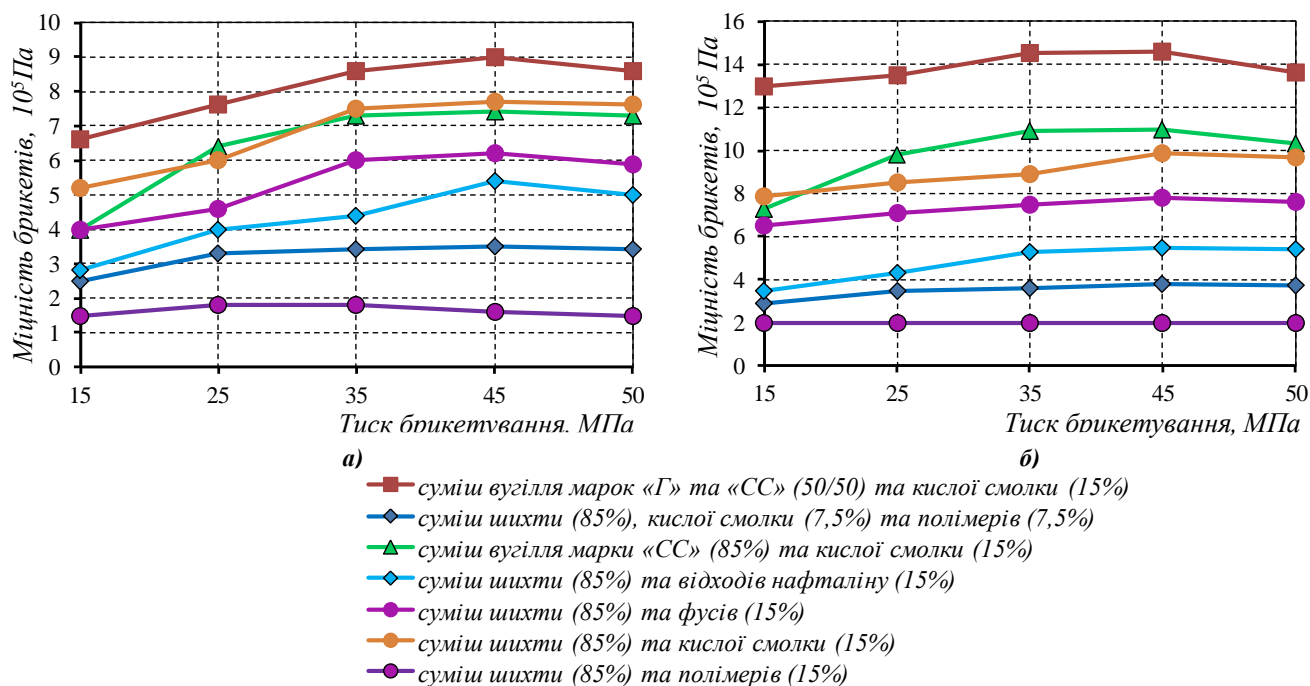 Міцність брикетів, 10⁵ Па
10
9
8
7
6
5
4
3
2
1
0
15 25 35 45 50
Тиск брикетування, МПа
а)
Міцність брикетів, 10⁵ Па
16
14
12
10
8
6
4
2
0
15 25 35 45 50
Тиск брикетування, МПа
б)
суміш вугілля марок «Г» та «СС» (50/50) та кислої смолки (15%)
суміш шихти (85%), кислої смолки (7,5%) та полімерів (7,5%)
суміш вугілля марки «СС» (85%) та кислої смолки (15%)
суміш шихти (85%) та відходів нафталіну (15%)
суміш шихти (85%) та фусів (15%)
суміш шихти (85%) та кислої смолки (15%)
суміш шихти (85%) та полімерів (15%)